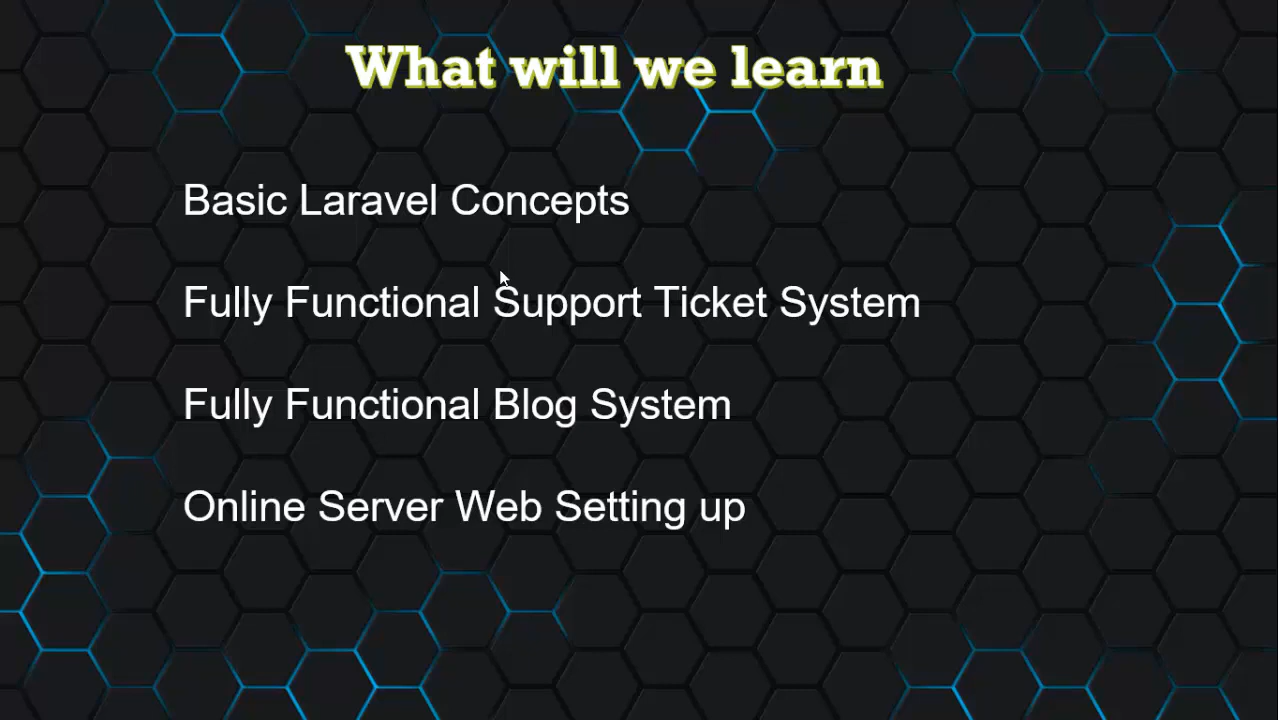 What will we learn
Basic Laravel Concepts
Fully Functional Support Ticket System
Fully Functional Blog System
Online Server Web Setting up